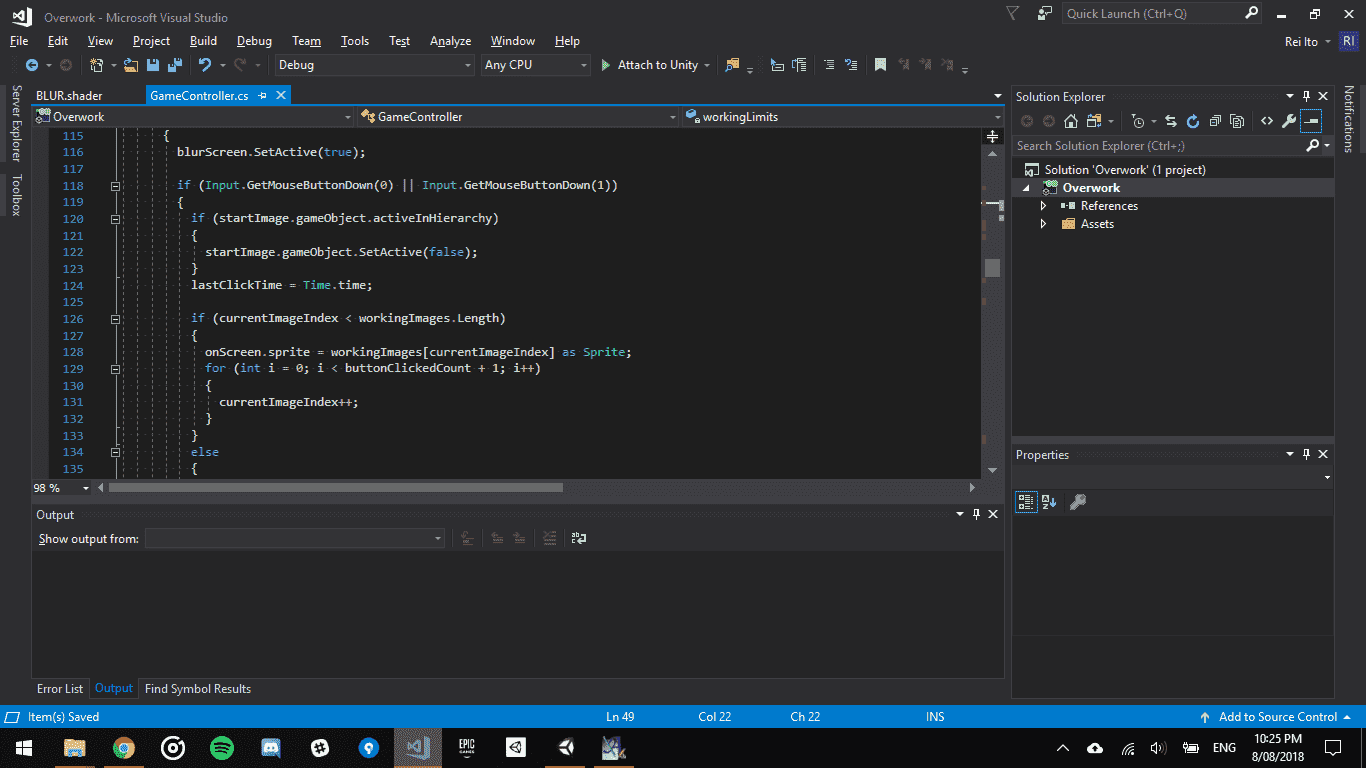 Overwork - Microsoft Visual Studio
Quick Launch (Ctrl+Q)
File Edit View Project Build Debug Team Tools Test Analyze Window Help
Rei Ito RI
Debug Any CPU Attach to Unity
Server Explorer
Toolbox
BLUR.shader GameController.cs
Overwork GameController workingLimits
115 {
116 blurScreen.SetActive(true);
117
118 if (Input.GetMouseButtonDown(0) || Input.GetMouseButtonDown(1))
119 {
120 if (startImage.gameObject.activeInHierarchy)
121 {
122 startImage.gameObject.SetActive(false);
123 }
124 lastClickTime = Time.time;
125
126 if (currentImageIndex < workingImages.Length)
127 {
128 onScreen.sprite = workingImages[currentImageIndex] as Sprite;
129 for (int i = 0; i < buttonClickedCount + 1; i++)
130 {
131 currentImageIndex++;
132 }
133 }
134 else
135 {
98 %
Output
Show output from:
Error List Output Find Symbol Results
Solution Explorer
Search Solution Explorer (Ctrl+;)
Solution 'Overwork' (1 project)
Overwork
References
Assets
Properties
Notifications
Item(s) Saved Ln 49 Col 22 Ch 22 INS Add to Source Control
EPIC
GAMES
ENG
10:25 PM
8/08/2018